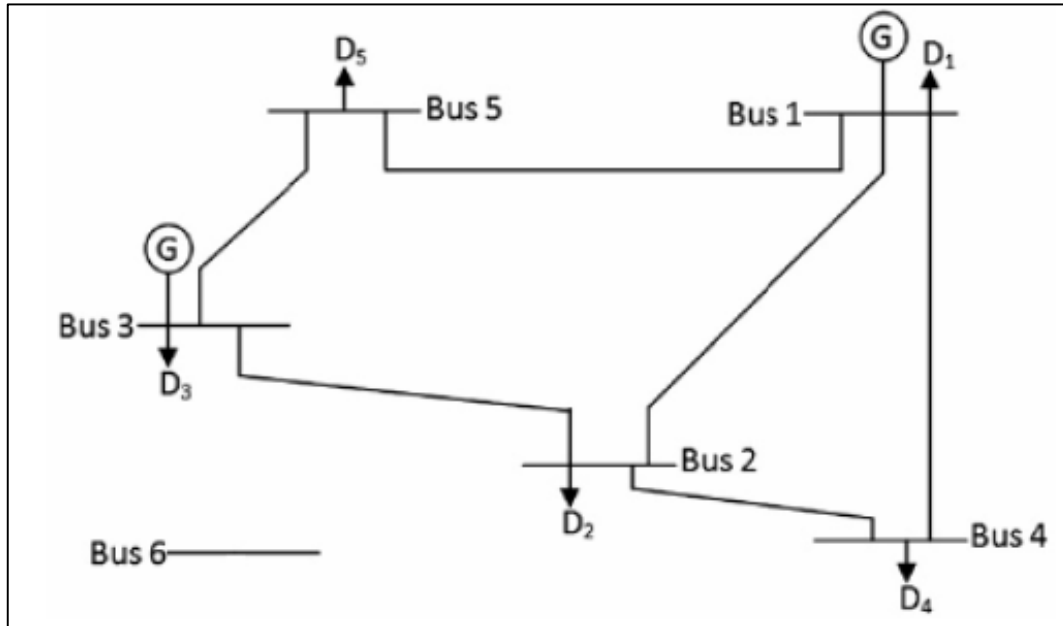 G
D₅
D₁
Bus 5
Bus 1
G
Bus 3
D₃
Bus 2
D₂
Bus 4
Bus 6
D₄